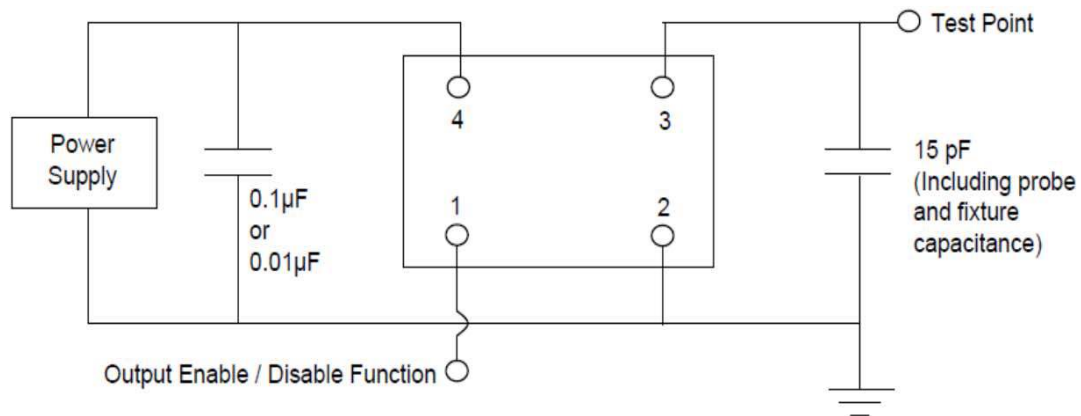 Test Point
4
3
Power
Supply
15 pF
(Including probe
and fixture
capacitance)
0.1µF
or
0.01µF
1
2
Output Enable / Disable Function